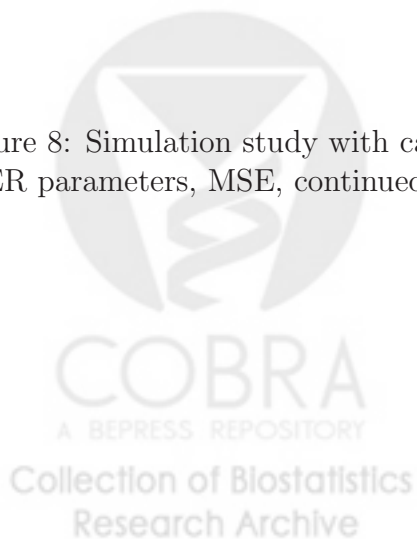 ure 8: Simulation study with ca
ER parameters, MSE, continued
COBRA
A BEPRESS REPOSITORY
Collection of Biostatistics
Research Archive